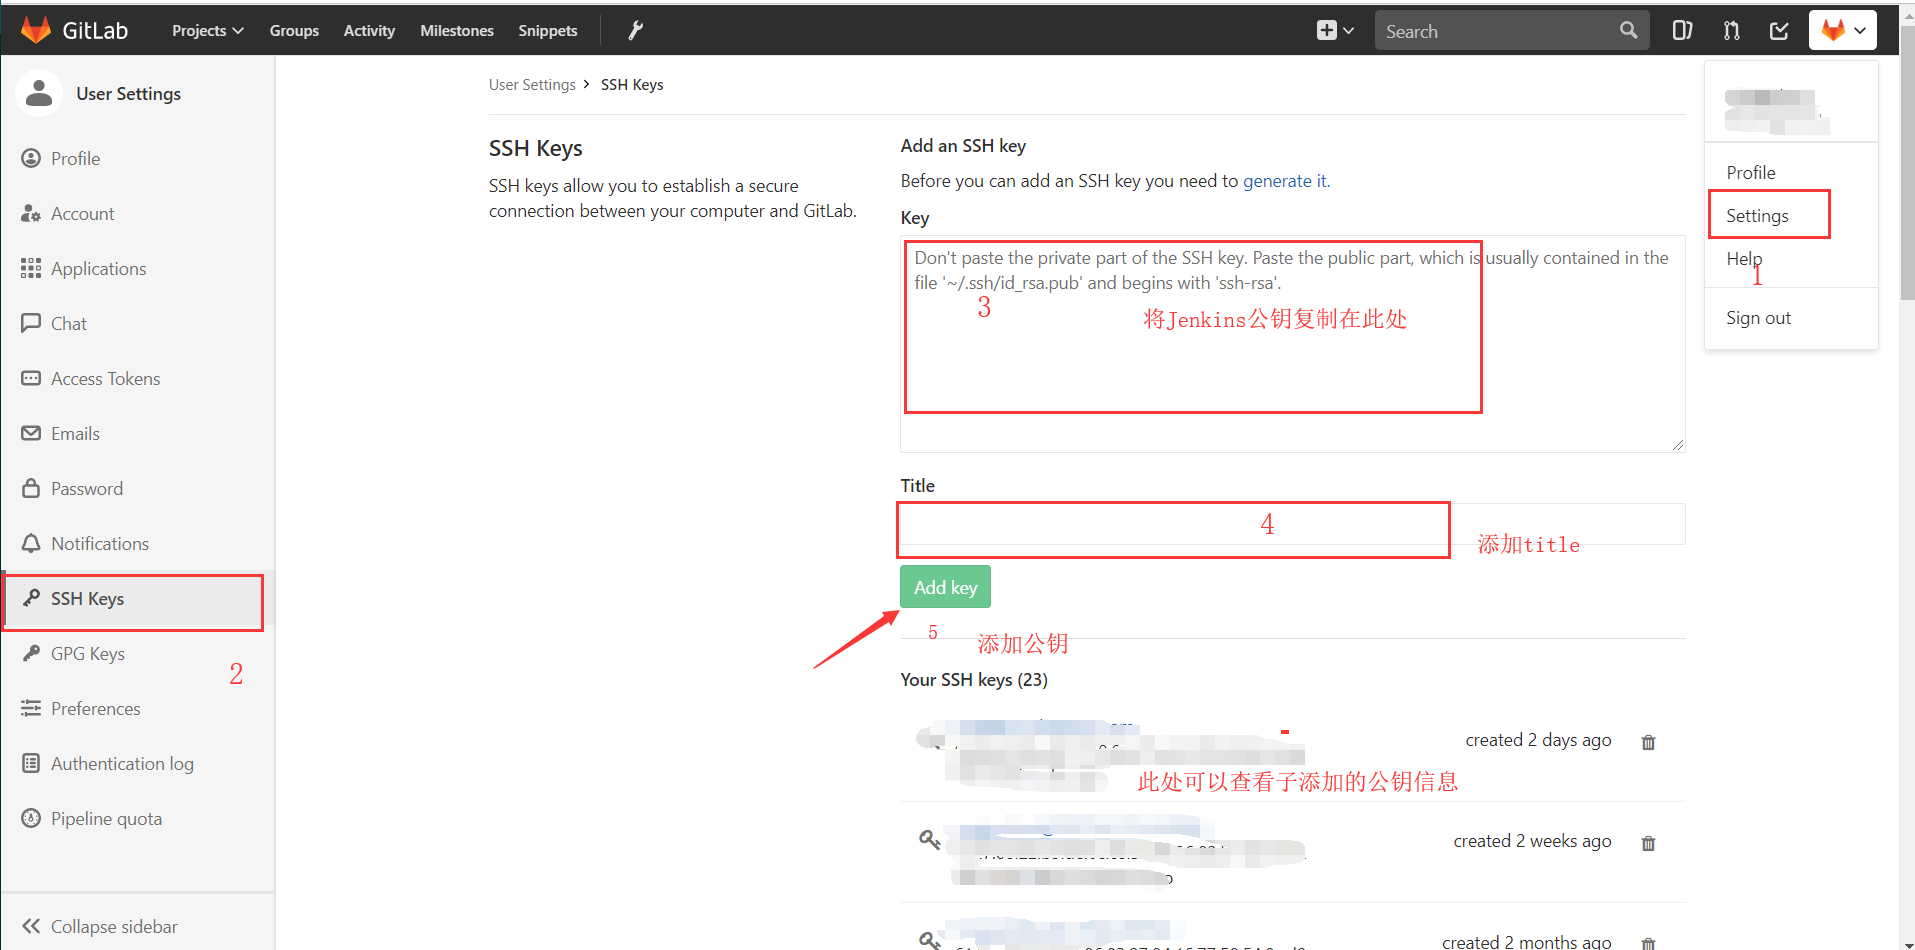 GitLab
Projects
Groups
Activity
Milestones
Snippets
Search
User Settings
Profile
Account
Applications
Chat
Access Tokens
Emails
Password
Notifications
SSH Keys
GPG Keys
2
Preferences
Authentication log
Pipeline quota
Collapse sidebar
User Settings > SSH Keys
SSH Keys
SSH keys allow you to establish a secure
connection between your computer and GitLab.
Add an SSH key
Before you can add an SSH key you need to generate it.
Key
Don't paste the private part of the SSH key. Paste the public part, which is usually contained in the
file '~/.ssh/id_rsa.pub' and begins with 'ssh-rsa'.
3
将Jenkins公钥复制在此处
Title
4
添加title
Add key
5
添加公钥
Your SSH keys (23)
created 2 days ago
此处可以查看子添加的公钥信息
created 2 weeks ago
created 2 months ago
Profile
Settings
Help
1
Sign out